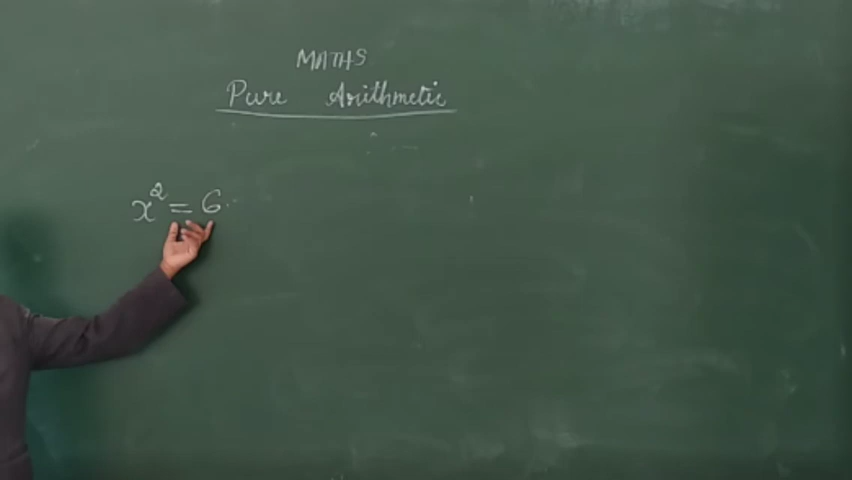 MATHS
Pure Arithmetic
x² = 6